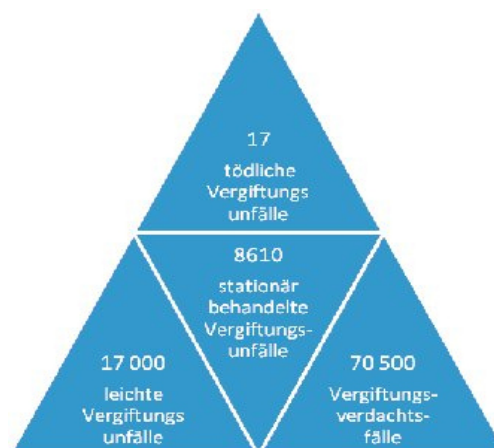 17
tödliche
Vergiftungs
unfälle
8610
stationär
behandelte
Vergiftungs-
unfälle
17 000
leichte
Vergiftungs
unfälle
70 500
Vergiftungs-
verdachts-
fälle